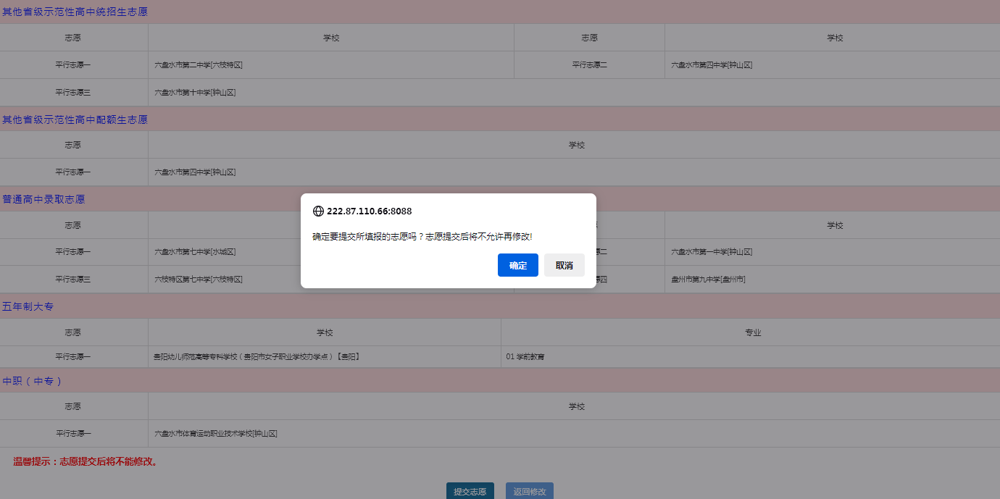 其他省级示范性高中统招生志愿
志愿 学校 志愿 学校
平行志愿一 六盘水市第二中学[六枝特区] 平行志愿二 六盘水市第四中学[钟山区]
平行志愿三 六盘水市第十中学[钟山区]
其他省级示范性高中配额生志愿
志愿 学校
平行志愿一 六盘水市第四中学[钟山区]
普通高中录取志愿
志愿 学校
平行志愿一 六盘水市第七中学[水城区] 二 六盘水市第一中学[钟山区]
平行志愿三 六枝特区第七中学[六枝特区] 四 盘州市第九中学[盘州市]
222.87.110.66:8088
确定要提交所填报的志愿吗？志愿提交后将不允许再修改!
确定 取消
五年制大专
志愿 学校 专业
平行志愿一 贵阳幼儿师范高等专科学校（贵阳市女子职业学校办学点）【贵阳】 01 学前教育
中职（中专）
志愿 学校
平行志愿一 六盘水市体育运动职业技术学校[钟山区]
温馨提示：志愿提交后将不能修改。
提交志愿 返回修改